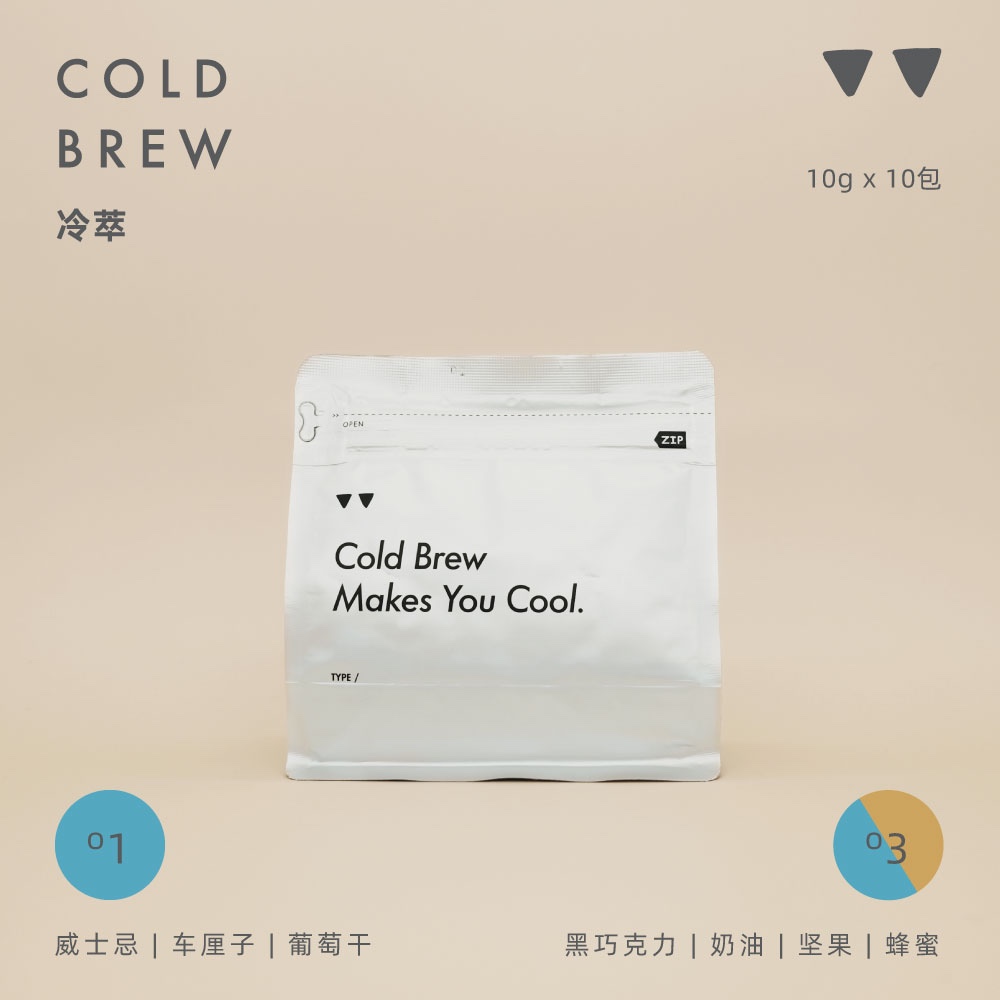 COLD
BREW
冷萃
10g x 10包
OPEN
ZIP
Cold Brew
Makes You Cool.
TYPE /
01
03
威士忌 | 车厘子 | 葡萄干
黑巧克力 | 奶油 | 坚果 | 蜂蜜